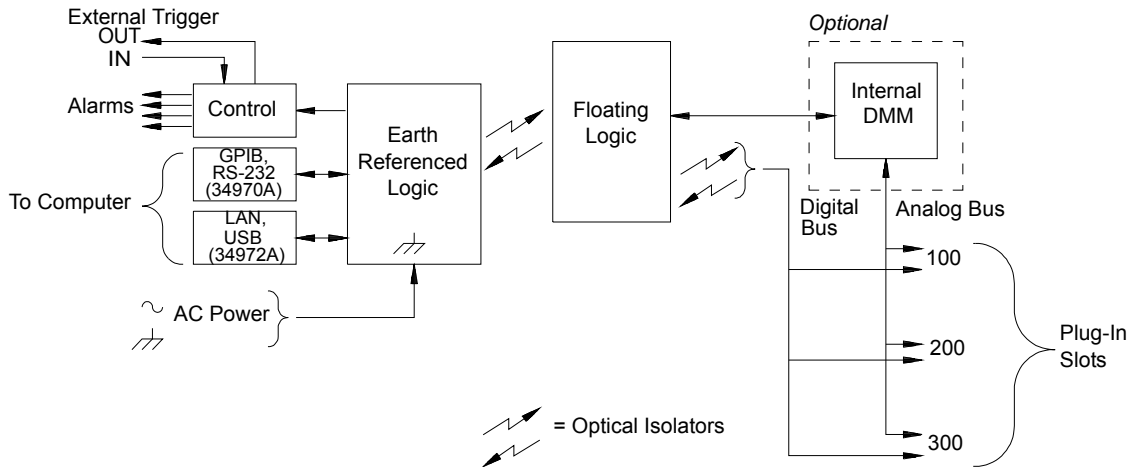 External Trigger
OUT
IN
Alarms
Control
GPIB,
RS-232
(34970A)
To Computer
LAN,
USB
(34972A)
AC Power
Earth
Referenced
Logic
Floating
Logic
Optional
Internal
DMM
Digital
Bus
Analog Bus
100
200
300
Plug-In
Slots
= Optical Isolators